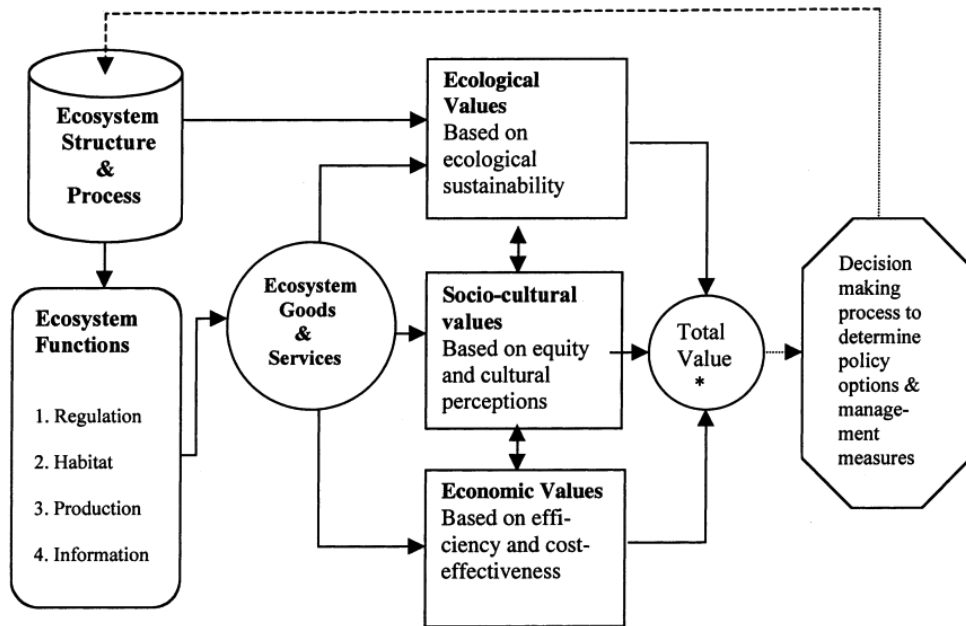 Ecosystem
Structure
&
Process
Ecosystem
Functions
1. Regulation
2. Habitat
3. Production
4. Information
Ecosystem
Goods
&
Services
Ecological
Values
Based on
ecological
sustainability
Socio-cultural
values
Based on equity
and cultural
perceptions
Economic Values
Based on effi-
ciency and cost-
effectiveness
Total
Value
*
Decision
making
process to
determine
policy
options &
manage-
ment
measures